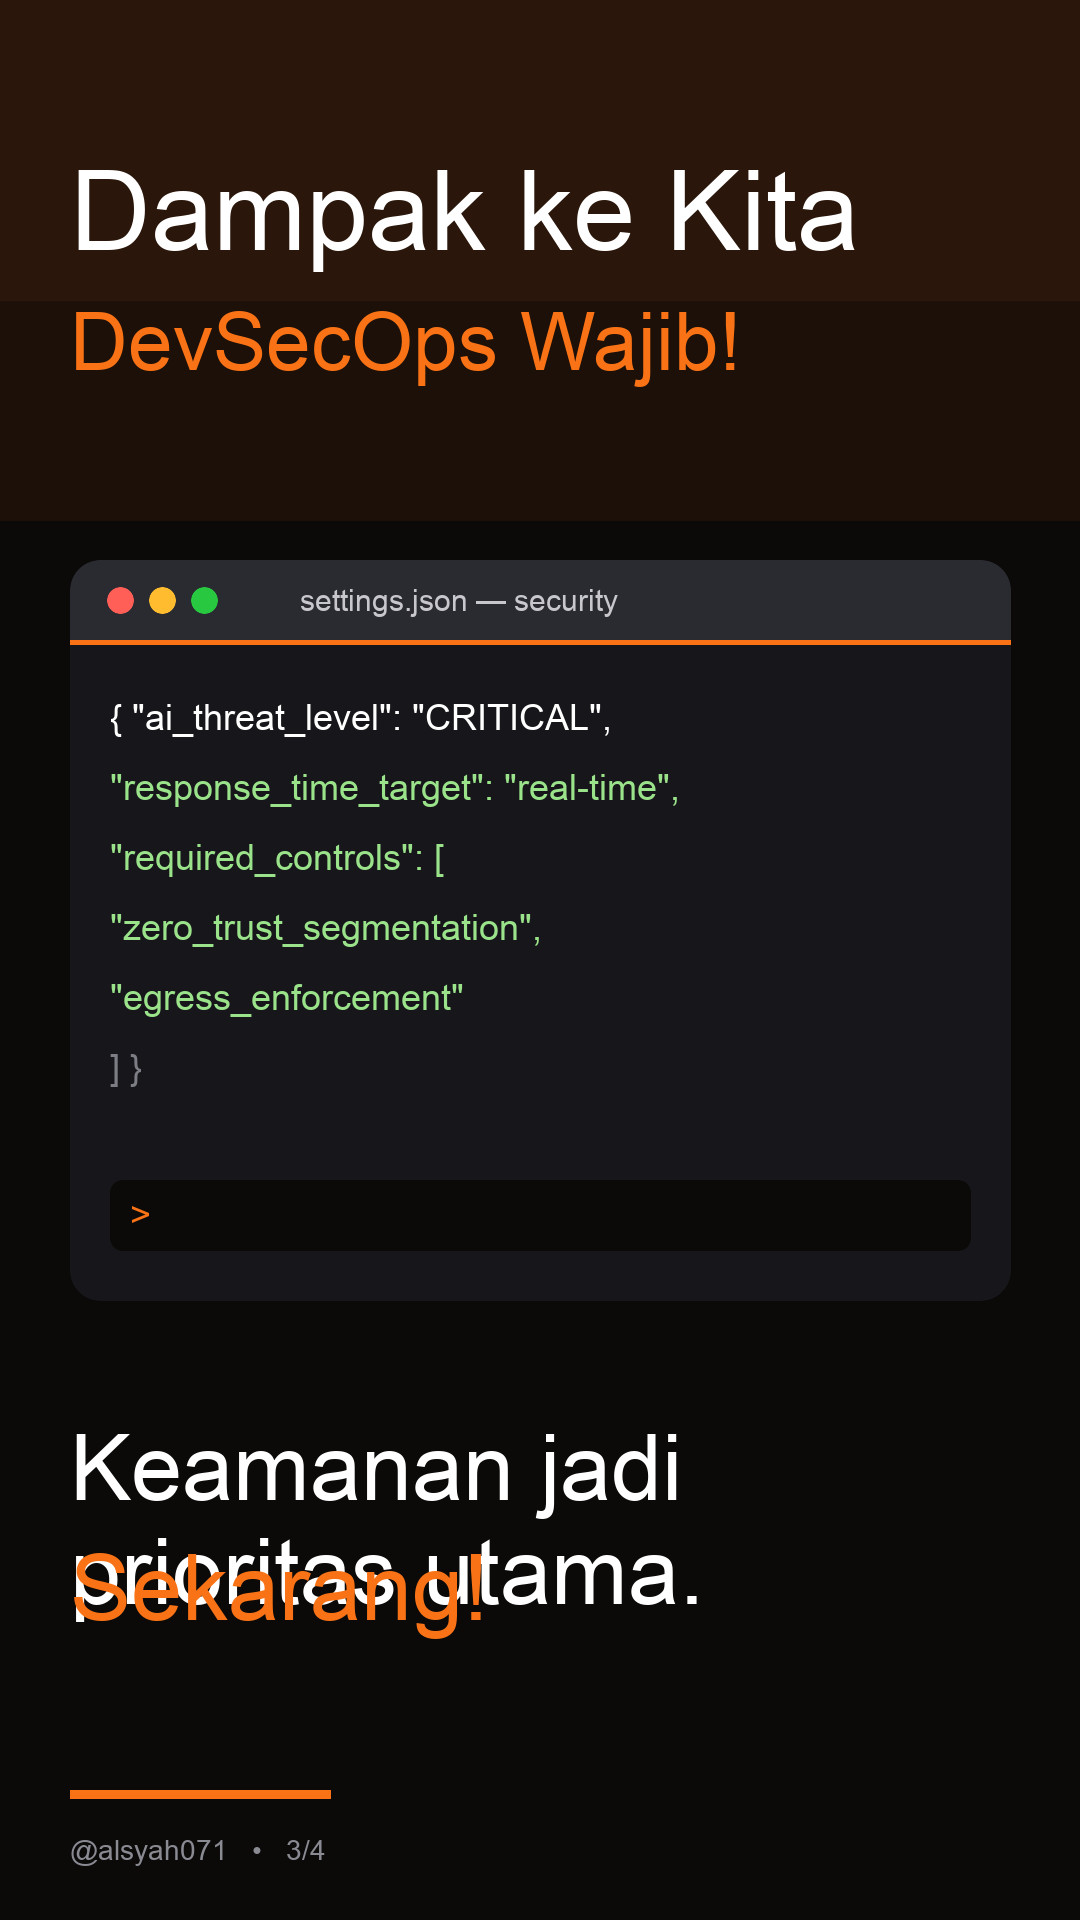 Dampak ke Kita
DevSecOps Wajib!
settings.json — security
{ "ai_threat_level": "CRITICAL",
"response_time_target": "real-time",
"required_controls": [
"zero_trust_segmentation",
"egress_enforcement"
] }
>
Keamanan jadi
prioritas utama.
Sekarang!
@alsyah071 • 3/4